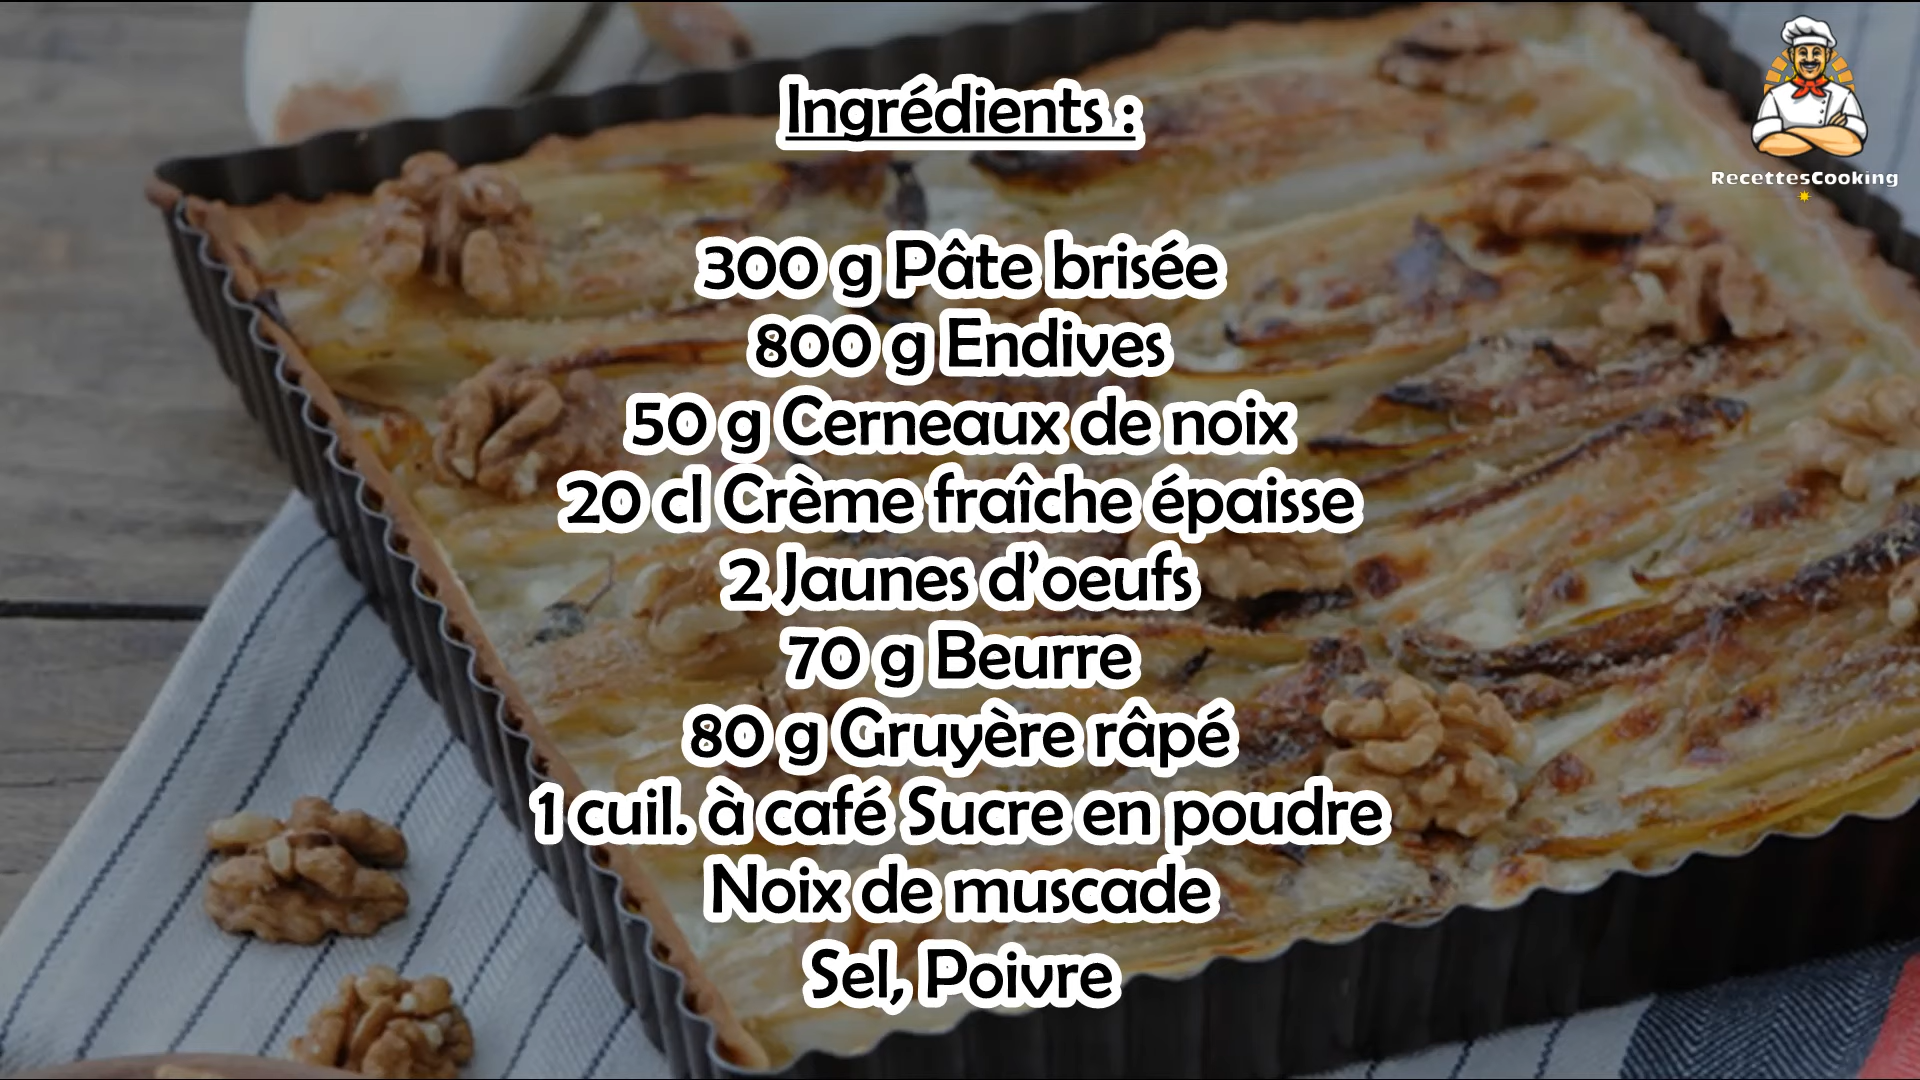 Ingrédients :
RecettesCooking
300 g Pâte brisée
800 g Endives
50 g Cerneaux de noix
20 cl Crème fraîche épaisse
2 Jaunes d’oeufs
70 g Beurre
80 g Gruyère râpé
1 cuil. à café Sucre en poudre
Noix de muscade
Sel, Poivre